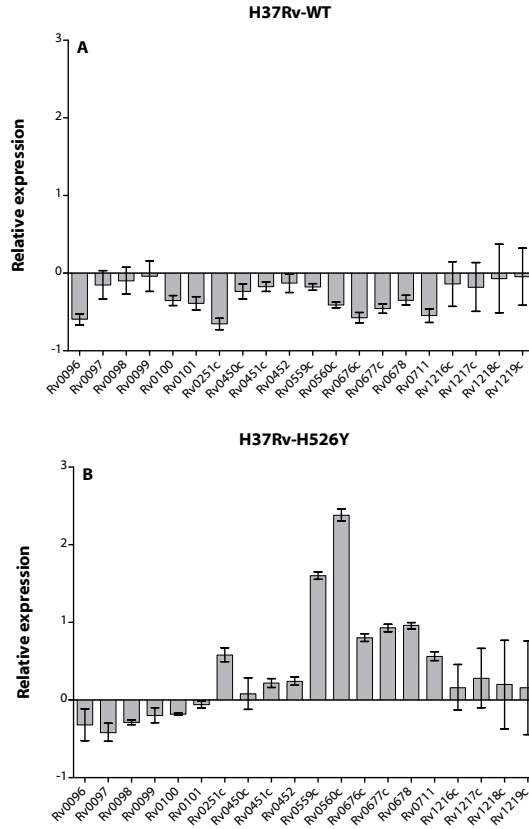 H37Rv-WT
A
Relative expression
3
2
1
0
-1
Rv0096
Rv0097
Rv0098
Rv0099
Rv0100
Rv0101
Rv0251c
Rv0450c
Rv0451c
Rv0452
Rv0559c
Rv0560c
Rv0676c
Rv0677c
Rv0678
Rv0711
Rv1216c
Rv1217c
Rv1218c
Rv1219c
H37Rv-H526Y
B
Relative expression
3
2
1
0
-1
Rv0096
Rv0097
Rv0098
Rv0099
Rv0100
Rv0101
Rv0251c
Rv0450c
Rv0451c
Rv0452
Rv0559c
Rv0560c
Rv0676c
Rv0677c
Rv0678
Rv0711
Rv1216c
Rv1217c
Rv1218c
Rv1219c